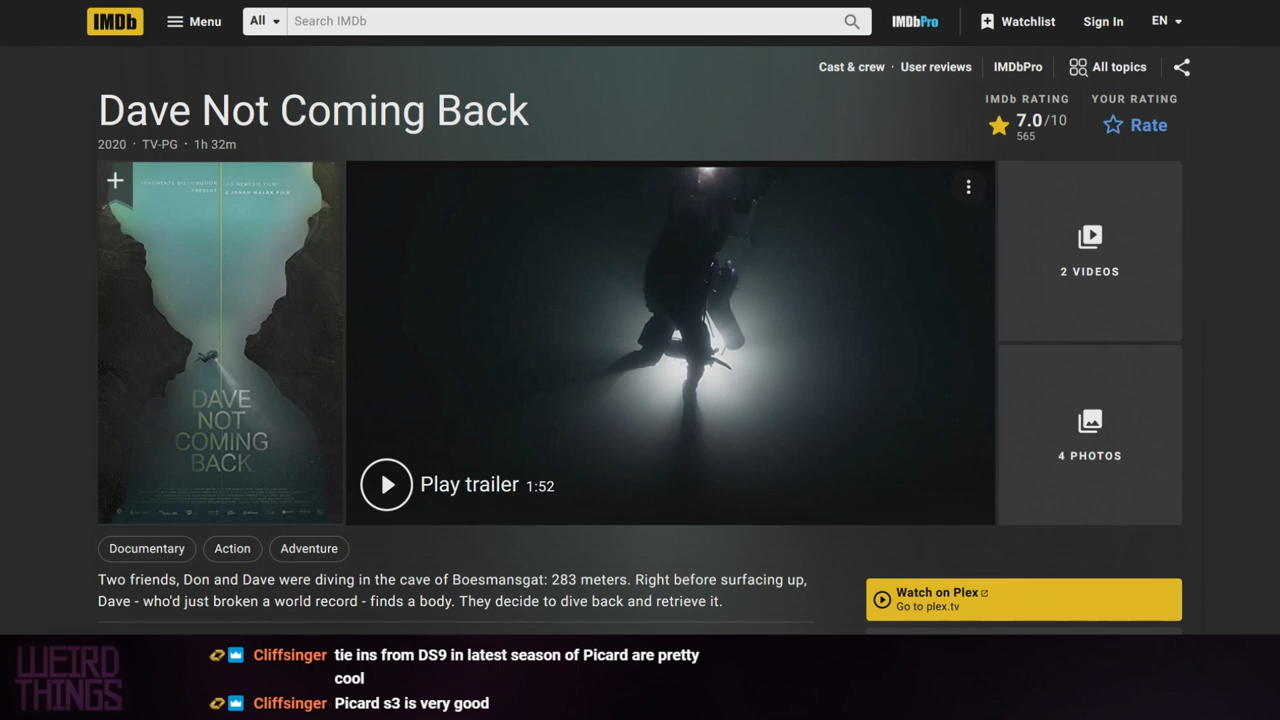 IMDb
Menu
All
Search IMDb
IMDbPro
Watchlist
Sign In
EN
Cast & crew · User reviews
IMDbPro
All topics
Dave Not Coming Back
2020 · TV-PG · 1h 32m
IMDb RATING
7.0/10
565
YOUR RATING
Rate
PRESENT
DAVE
NOT
COMING
BACK
Play trailer 1:52
2 VIDEOS
4 PHOTOS
Documentary
Action
Adventure
Two friends, Don and Dave were diving in the cave of Boesmansgat: 283 meters. Right before surfacing up,
Dave - who'd just broken a world record - finds a body. They decide to dive back and retrieve it.
Watch on Plex
Go to plex.tv
WEIRD
THINGS
Cliffsinger tie ins from DS9 in latest season of Picard are pretty
cool
Cliffsinger Picard s3 is very good